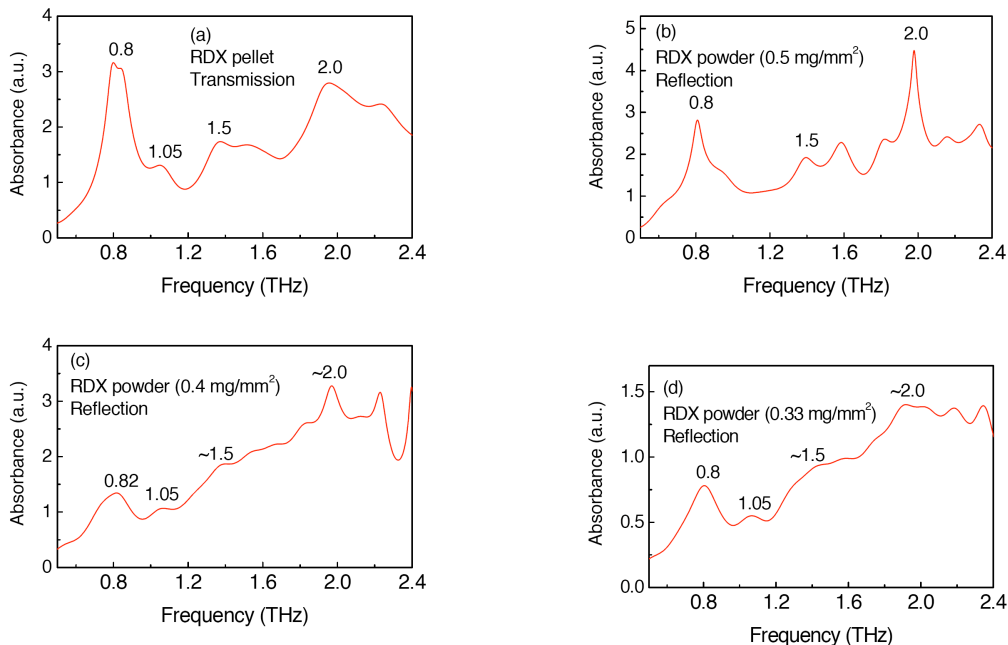 4
3
2
1
0
Absorbance (a.u.)
(a)
RDX pellet
Transmission
0.8
1.05
1.5
2.0
0.8
1.2
1.6
2.0
2.4
Frequency (THz)
5
4
3
2
1
0
Absorbance (a.u.)
(b)
RDX powder (0.5 mg/mm²)
Reflection
0.8
1.5
2.0
0.8
1.2
1.6
2.0
2.4
Frequency (THz)
4
3
2
1
0
Absorbance (a.u.)
(c)
RDX powder (0.4 mg/mm²)
Reflection
0.82
1.05
~1.5
~2.0
0.8
1.2
1.6
2.0
2.4
Frequency (THz)
1.5
1.0
0.5
0.0
Absorbance (a.u.)
(d)
RDX powder (0.33 mg/mm²)
Reflection
0.8
1.05
~1.5
~2.0
0.8
1.2
1.6
2.0
2.4
Frequency (THz)